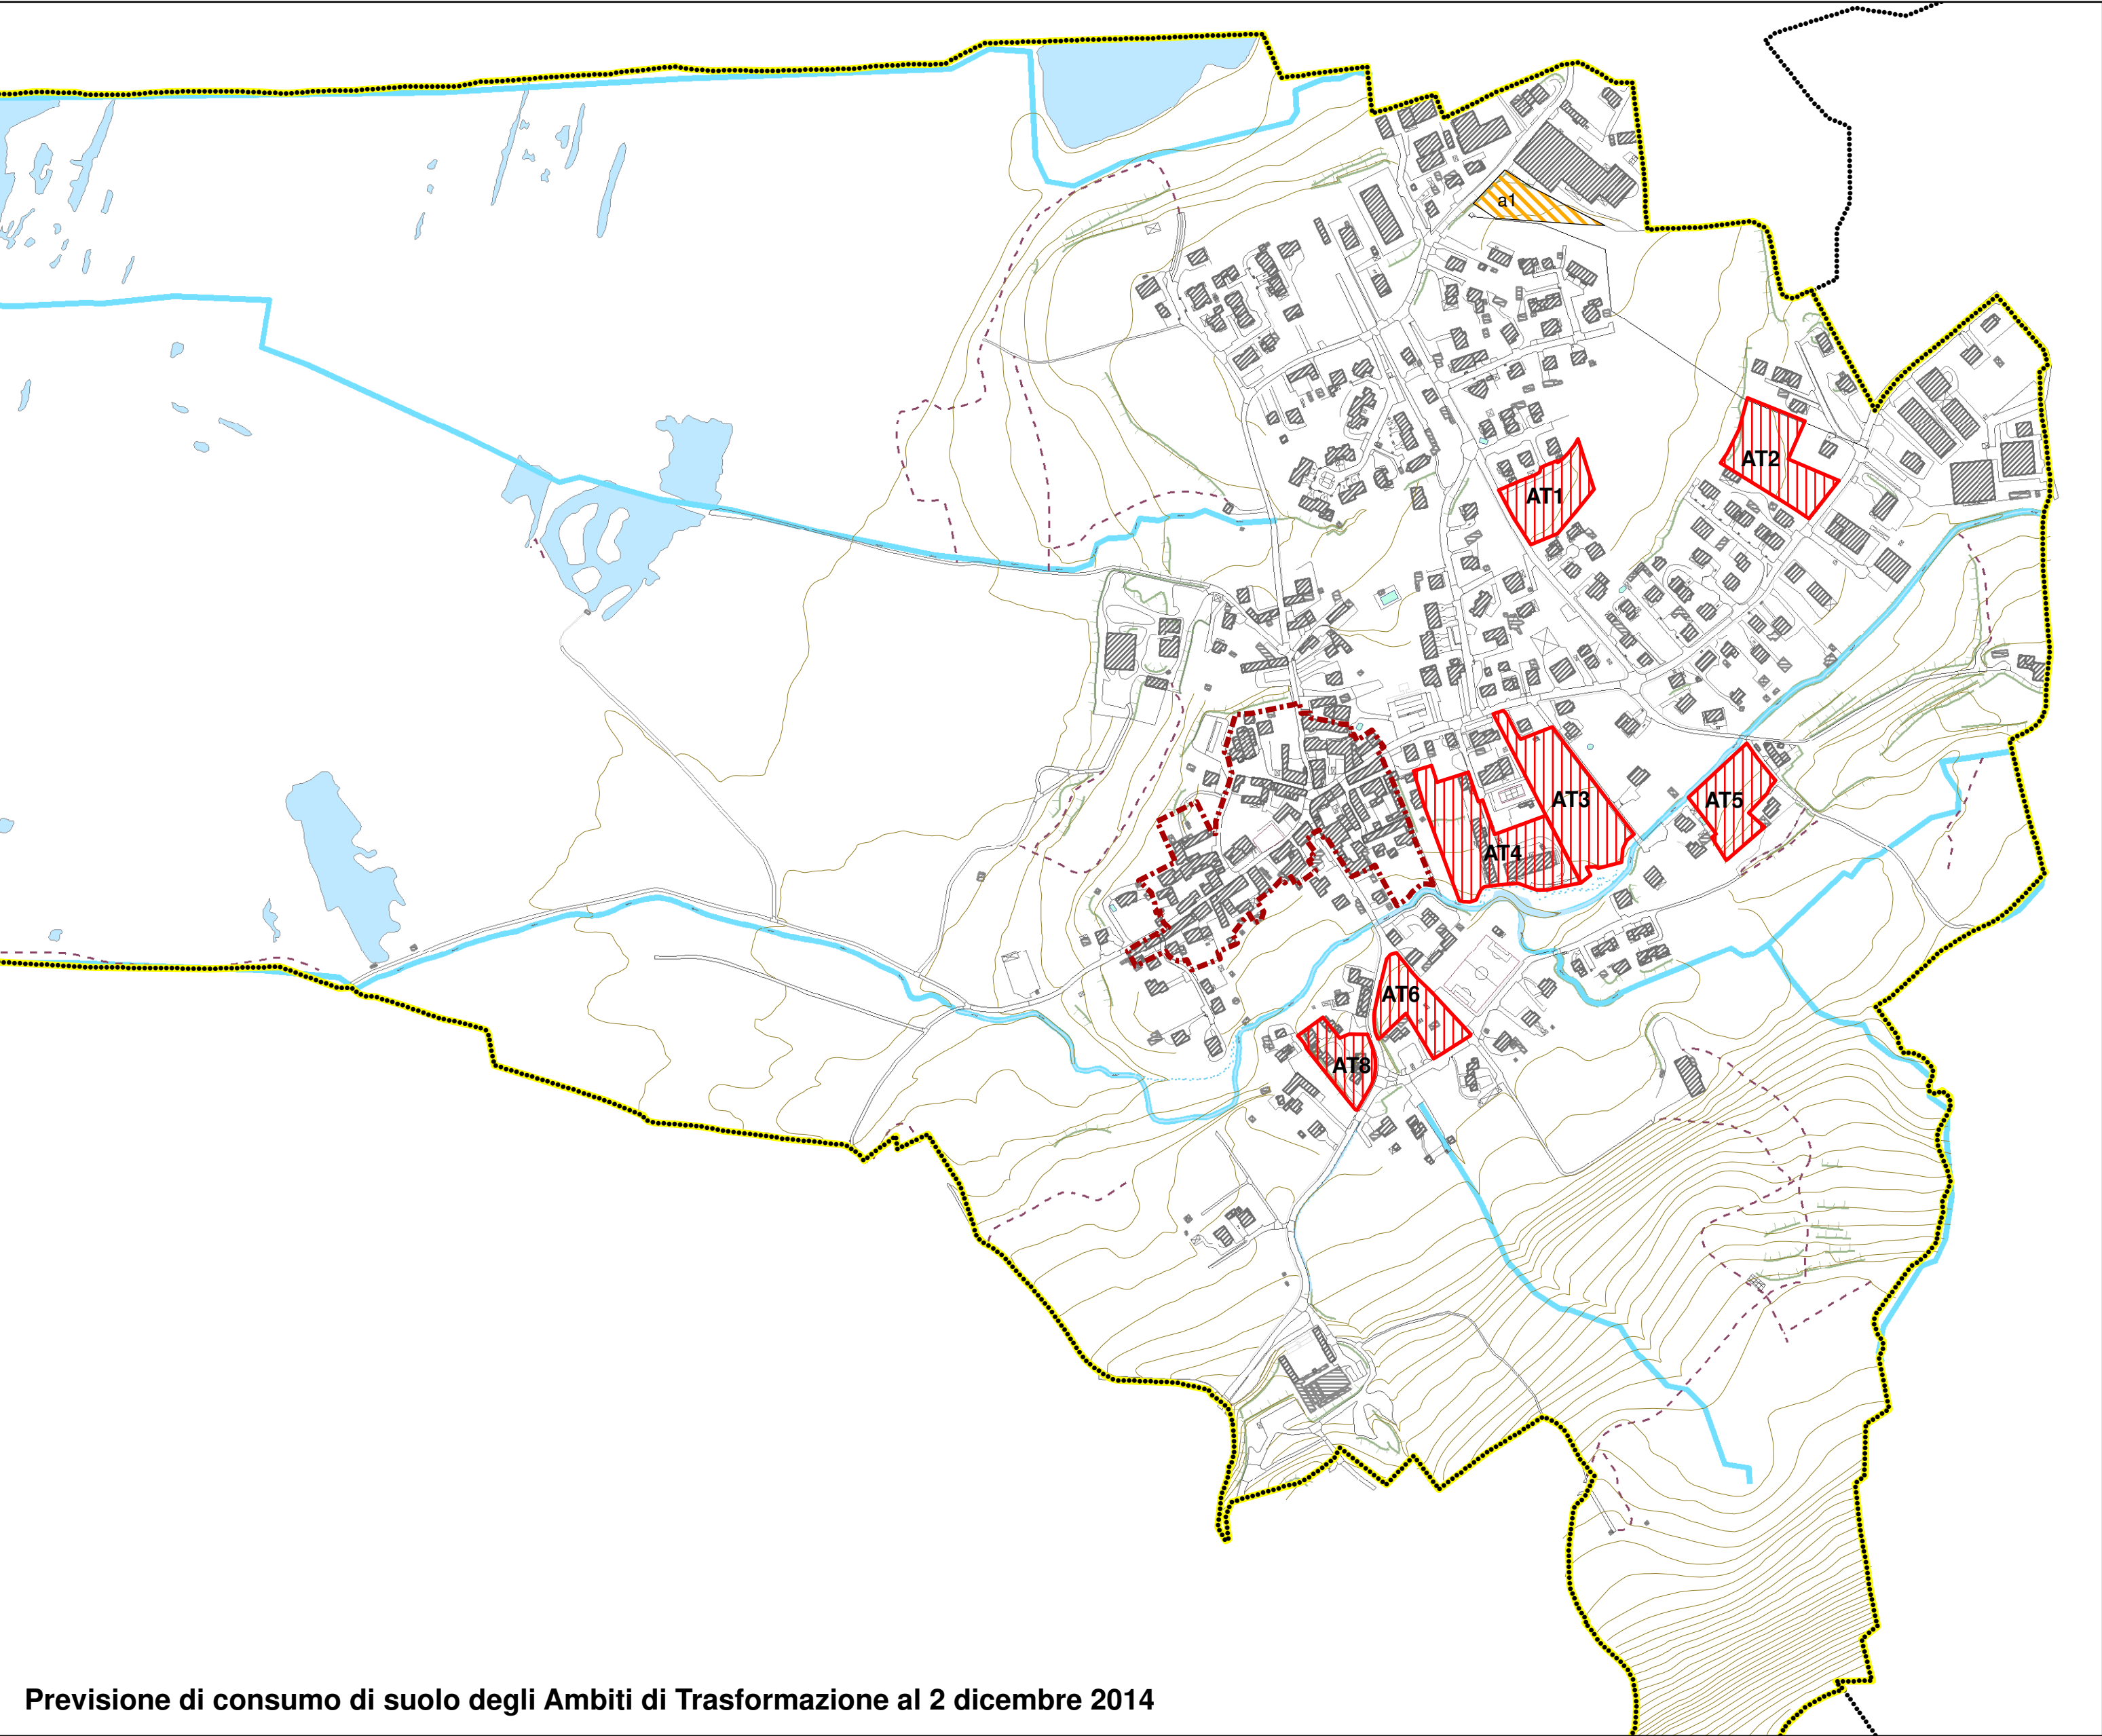 a1
AT2
AT1
AT3
AT5
AT4
AT6
AT8
Previsione di consumo di suolo degli Ambiti di Trasformazione al 2 dicembre 2014